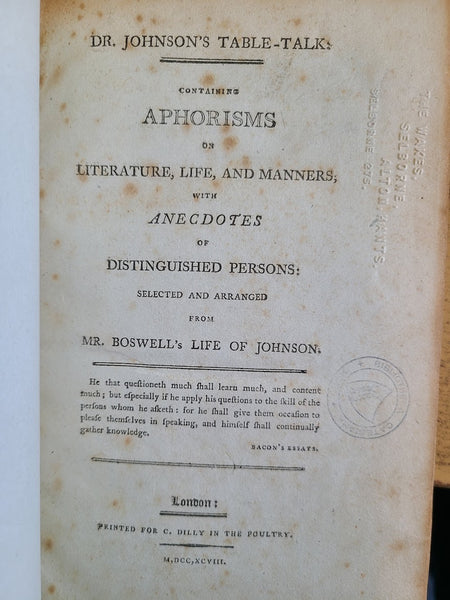 DR. JOHNSON'S TABLE-TALK:
CONTAINING
APHORISMS
ON
LITERATURE, LIFE, AND MANNERS;
WITH
ANECDOTES
OF
DISTINGUISHED PERSONS:
SELECTED AND ARRANGED
FROM
MR. BOSWELL's LIFE OF JOHNSON.
He that queſtioneth much ſhall learn much, and content
much; but eſpecially if he apply his queſtions to the ſkill of the
perſons whom he aſketh: for he ſhall give them occaſion to
pleaſe themſelves in ſpeaking, and himſelf ſhall continually
gather knowledge.
BACON'S ESSAYS.
London:
PRINTED FOR C. DILLY IN THE POULTRY.
M,DCC,XCVIII.
THE WAKES,
SELBORNE,
ALTON, HANTS.
SELBORNE 275.